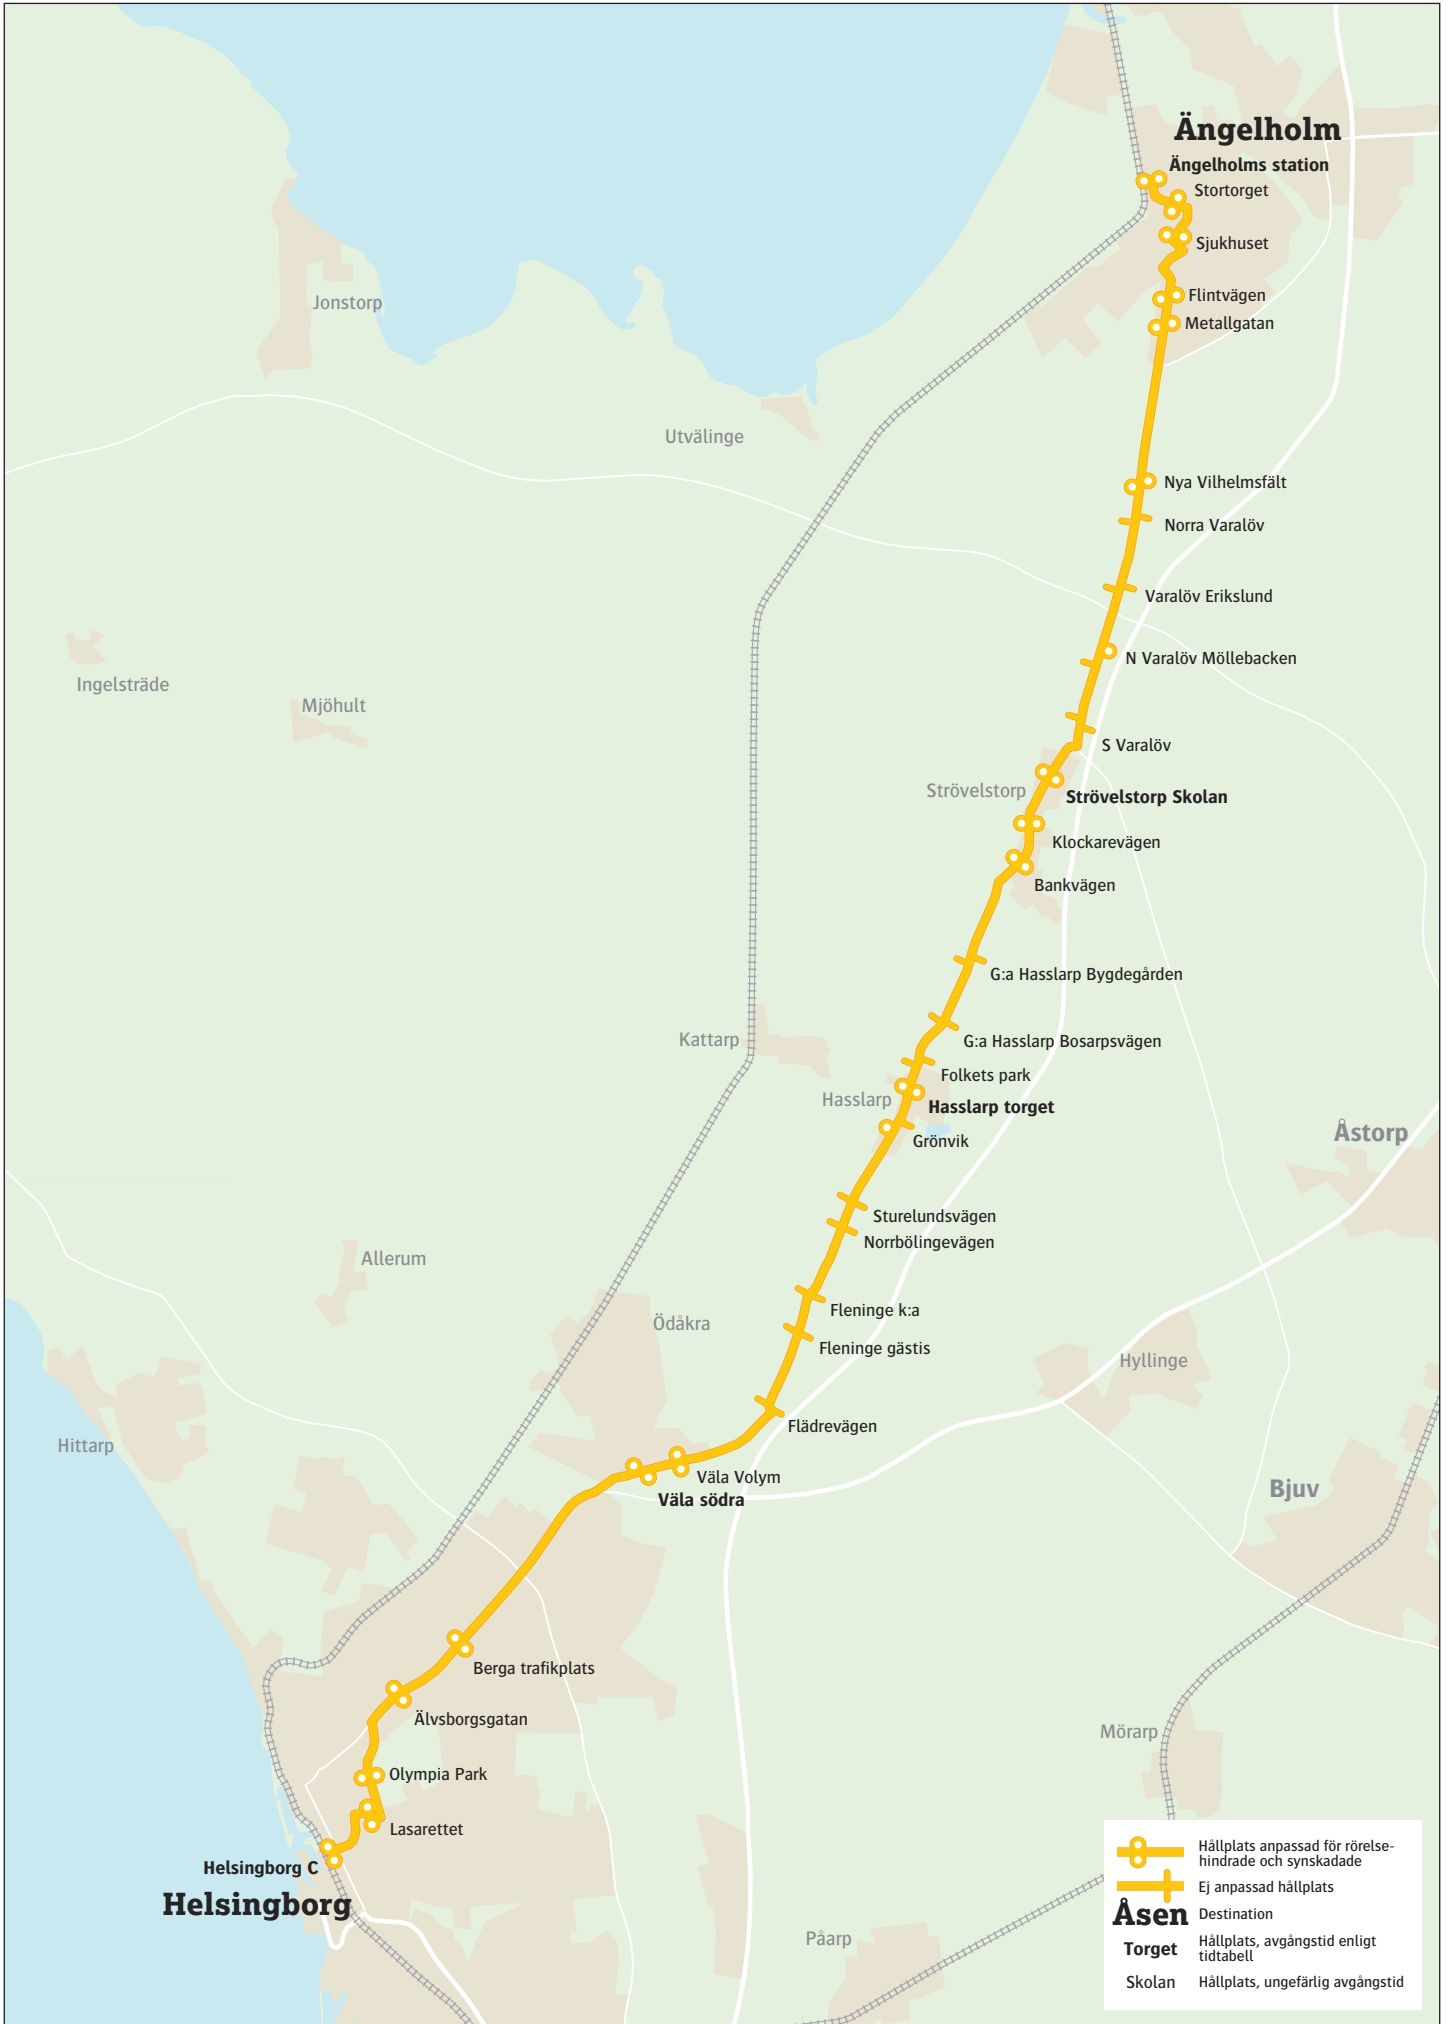 Ängelholm
Ängelholms station
Stortorget
Sjukhuset
Flintvägen
Jonstorp
Metallgatan
Utvälinge
Nya Vilhelmsfält
Norra Varalöv
Varalöv Erikslund
N Varalöv Möllebacken
Ingelsträde
Mjöhult
S Varalöv
Strövelstorp
Strövelstorp Skolan
Klockarevägen
Bankvägen
G:a Hasslarp Bygdegården
Kattarp
G:a Hasslarp Bosarpsvägen
Folkets park
Hasslarp
Hasslarp torget
Åstorp
Grönvik
Sturelundsvägen
Norrbölingevägen
Allerum
Fleninge k:a
Ödåkra
Fleninge gästis
Hyllinge
Flädrevägen
Hittarp
Väla Volym
Väla södra
Bjuv
Berga trafikplats
Älvsborgsgatan
Mörarp
Olympia Park
Lasarettet
Helsingborg C
Helsingborg
Påarp
Hållplats anpassad för rörelse-
hindrade och synskadade
Ej anpassad hållplats
Åsen Destination
Torget Hållplats, avgångstid enligt
tidtabell
Skolan Hållplats, ungefärlig avgångstid